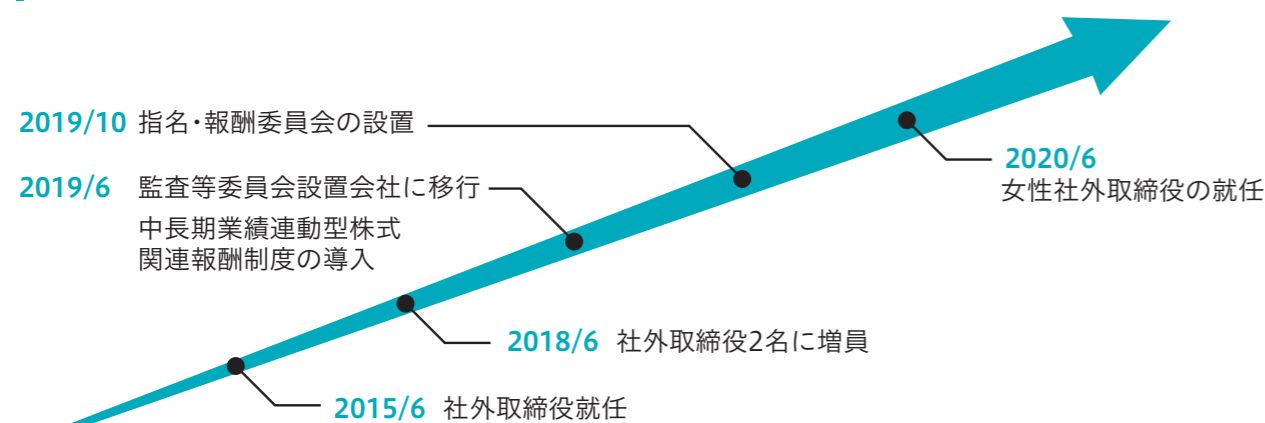 2019/10 指名・報酬委員会の設置
2019/6 監査等委員会設置会社に移行
中長期業績連動型株式
関連報酬制度の導入
2020/6
女性社外取締役の就任
2018/6 社外取締役2名に増員
2015/6 社外取締役就任